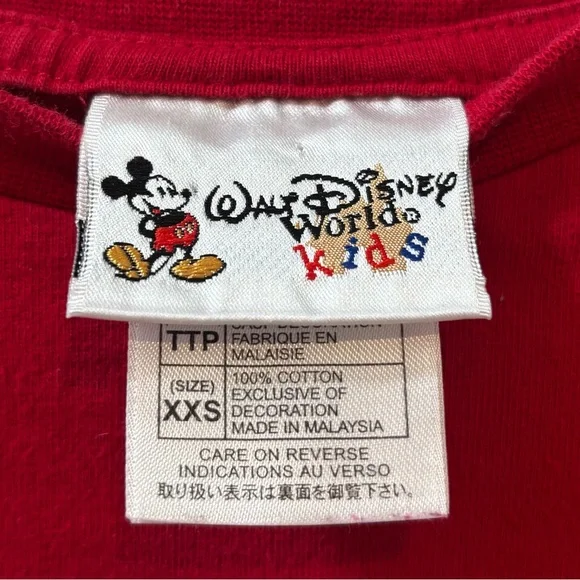 WALT DISNEY
World®
kids
TTP
SAUF DÉCORATION
FABRIQUE EN
MALAISIE
(SIZE)
XXS
100% COTTON
EXCLUSIVE OF
DECORATION
MADE IN MALAYSIA
CARE ON REVERSE
INDICATIONS AU VERSO
取り扱い表示は裏面を御覧下さい。